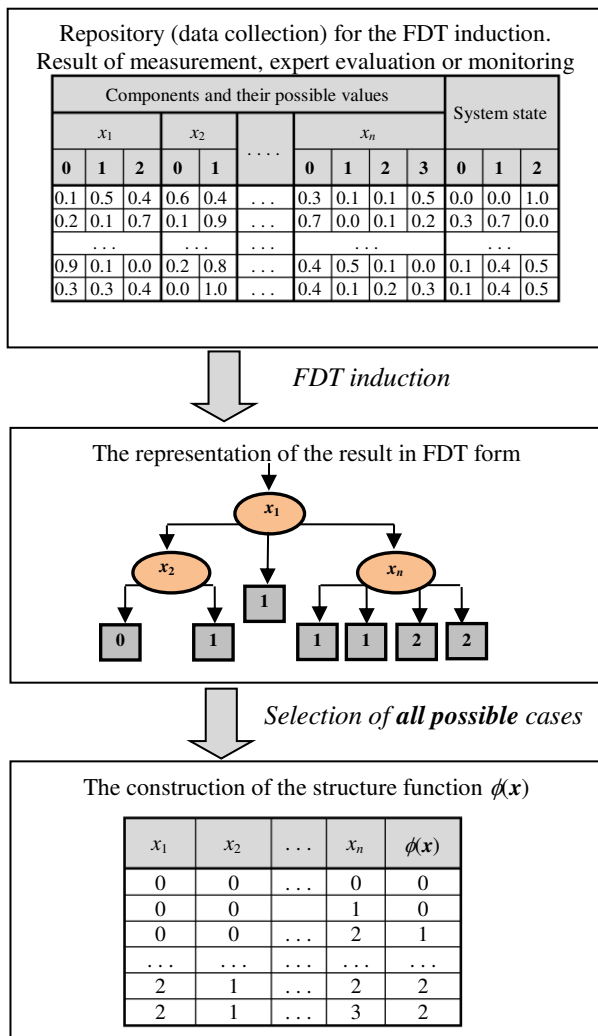 Repository (data collection) for the FDT induction.
Result of measurement, expert evaluation or monitoring
Components and their possible values System state
x1 x2 . . . . xn
0 1 2 0 1 0 1 2 3 0 1 2
0.1 0.5 0.4 0.6 0.4 . . . 0.3 0.1 0.1 0.5 0.0 0.0 1.0
0.2 0.1 0.7 0.1 0.9 . . . 0.7 0.0 0.1 0.2 0.3 0.7 0.0
. . . . . . . . . . . . . . .
0.9 0.1 0.0 0.2 0.8 . . . 0.4 0.5 0.1 0.0 0.1 0.4 0.5
0.3 0.3 0.4 0.0 1.0 . . . 0.4 0.1 0.2 0.3 0.1 0.4 0.5
FDT induction
The representation of the result in FDT form
x1
x2 xn
1
0 1 1 1 2 2
Selection of all possible cases
The construction of the structure function ϕ(x)
x1 x2 . . . xn ϕ(x)
0 0 . . . 0 0
0 0 1 0
0 0 . . . 2 1
. . . . . . . . . . . . . . .
2 1 . . . 2 2
2 1 . . . 3 2